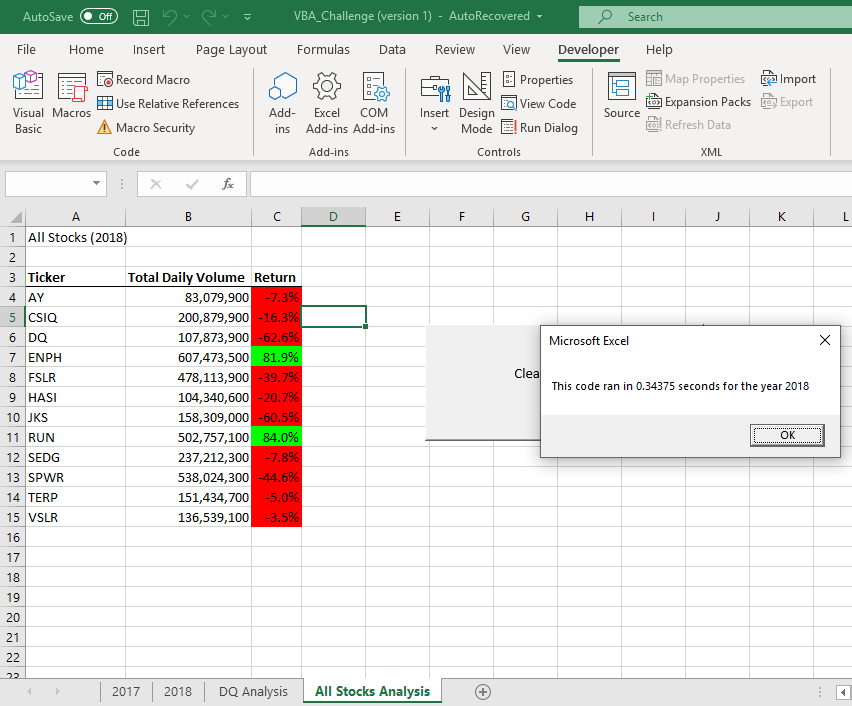 AutoSave Off VBA_Challenge (version 1) - AutoRecovered Search
File Home Insert Page Layout Formulas Data Review View Developer Help
Visual Basic
Macros
Record Macro
Use Relative References
Macro Security
Code
Add-ins
Excel Add-ins
COM Add-ins
Add-ins
Insert
Design Mode
Properties
View Code
Run Dialog
Controls
Source
Map Properties
Expansion Packs
Refresh Data
Import
Export
XML
fx
A B C D E F G H I J K L
1 All Stocks (2018)
2
3 Ticker Total Daily Volume Return
4 AY 83,079,900 -7.3%
5 CSIQ 200,879,900 -16.3%
6 DQ 107,873,900 -62.6%
7 ENPH 607,473,500 81.9%
8 FSLR 478,113,900 -39.7%
9 HASI 104,340,600 -20.7%
10 JKS 158,309,000 -60.5%
11 RUN 502,757,100 84.0%
12 SEDG 237,212,300 -7.8%
13 SPWR 538,024,300 -44.6%
14 TERP 151,434,700 -5.0%
15 VSLR 136,539,100 -3.5%
16
17
18
19
20
21
22
23
Clea
Microsoft Excel
This code ran in 0.34375 seconds for the year 2018
OK
2017 2018 DQ Analysis All Stocks Analysis